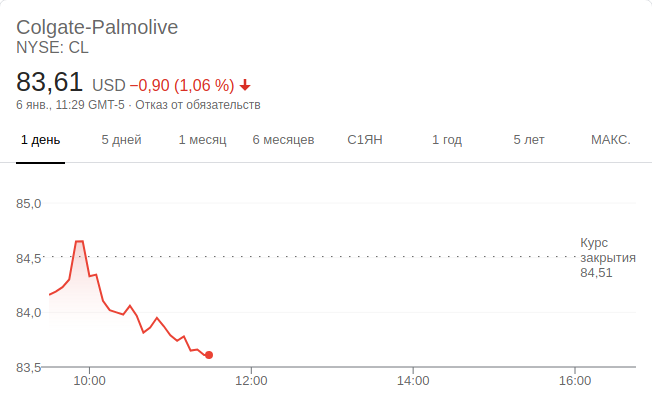 Colgate-Palmolive
NYSE: CL
83,61 USD −0,90 (1,06 %)
6 янв., 11:29 GMT-5 · Отказ от обязательств
1 день 5 дней 1 месяц 6 месяцев С1ЯН 1 год 5 лет МАКС.
85,0
Курс
84,5 закрытия
84,51
84,0
83,5
10:00 12:00 14:00 16:00